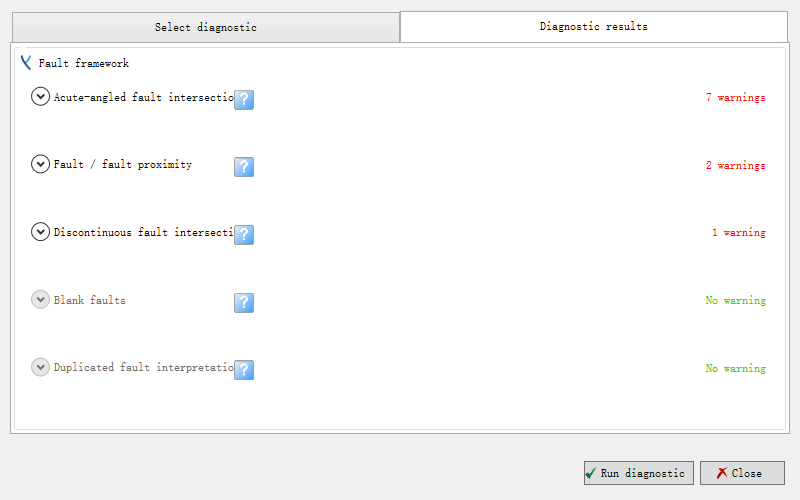 Select diagnostic
Diagnostic results
Fault framework
Acute-angled fault intersectio
?
7 warnings
Fault / fault proximity
?
2 warnings
Discontinuous fault intersecti
?
1 warning
Blank faults
?
No warning
Duplicated fault interpretatio
?
No warning
Run diagnostic
Close